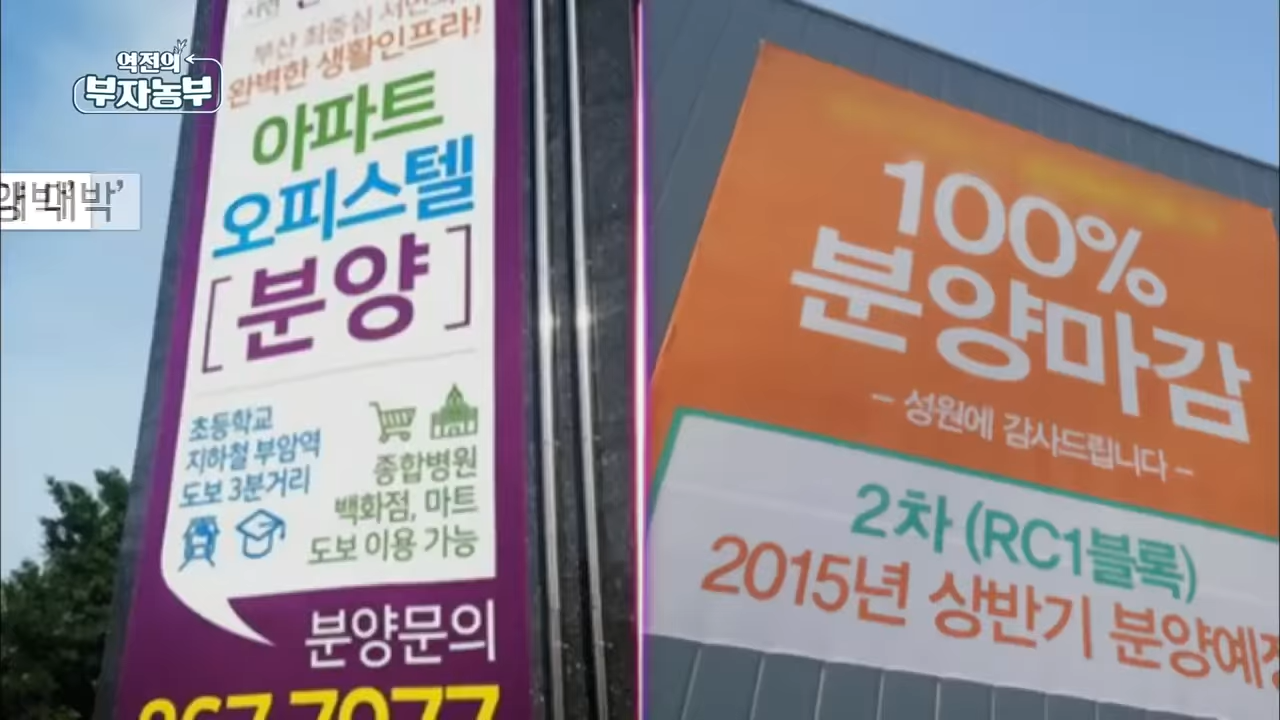 역전의
부자농부
부산 최중심 서면의
완벽한 생활인프라!
아파트
오피스텔
[분양]
초등학교
지하철 부암역
도보 3분거리
종합병원
백화점, 마트
도보 이용 가능
분양문의
867.7977
100%
분양마감
- 성원에 감사드립니다 -
2차 (RC1블록)
2015년 상반기 분양예정